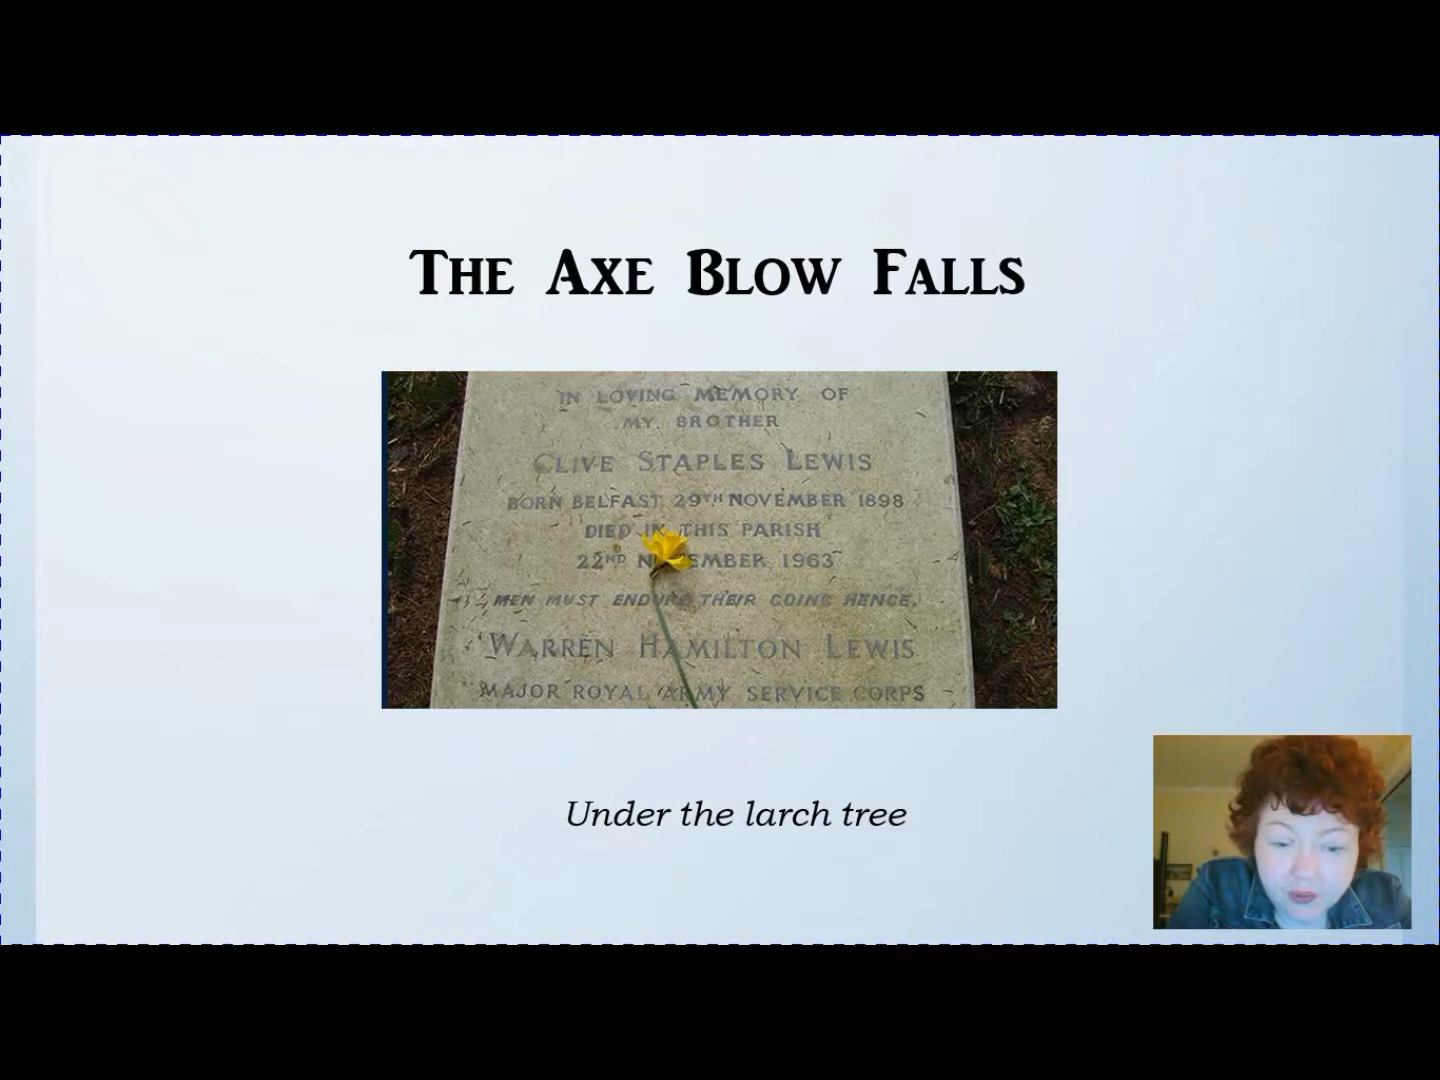 The Axe Blow Falls
IN LOVING MEMORY OF
MY BROTHER
CLIVE STAPLES LEWIS
BORN BELFAST 29TH NOVEMBER 1898
DIED IN THIS PARISH
22ND NOVEMBER 1963
MEN MUST ENDURE THEIR GOING HENCE.
WARREN HAMILTON LEWIS
MAJOR ROYAL ARMY SERVICE CORPS
Under the larch tree